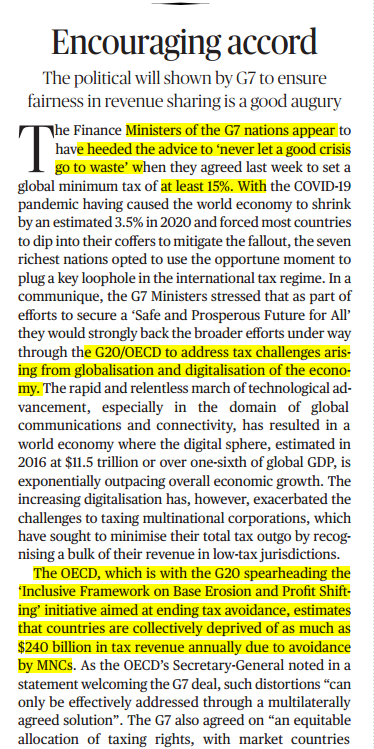 Encouraging accord
The political will shown by G7 to ensure
fairness in revenue sharing is a good augury
The Finance Ministers of the G7 nations appear to
have heeded the advice to ‘never let a good crisis
go to waste’ when they agreed last week to set a
global minimum tax of at least 15%. With the COVID-19
pandemic having caused the world economy to shrink
by an estimated 3.5% in 2020 and forced most countries
to dip into their coffers to mitigate the fallout, the seven
richest nations opted to use the opportune moment to
plug a key loophole in the international tax regime. In a
communique, the G7 Ministers stressed that as part of
efforts to secure a ‘Safe and Prosperous Future for All’
they would strongly back the broader efforts under way
through the G20/OECD to address tax challenges aris-
ing from globalisation and digitalisation of the econo-
my. The rapid and relentless march of technological ad-
vancement, especially in the domain of global
communications and connectivity, has resulted in a
world economy where the digital sphere, estimated in
2016 at $11.5 trillion or over one-sixth of global GDP, is
exponentially outpacing overall economic growth. The
increasing digitalisation has, however, exacerbated the
challenges to taxing multinational corporations, which
have sought to minimise their total tax outgo by recog-
nising a bulk of their revenue in low-tax jurisdictions.
The OECD, which is with the G20 spearheading the
‘Inclusive Framework on Base Erosion and Profit Shift-
ing’ initiative aimed at ending tax avoidance, estimates
that countries are collectively deprived of as much as
$240 billion in tax revenue annually due to avoidance
by MNCs. As the OECD’s Secretary-General noted in a
statement welcoming the G7 deal, such distortions “can
only be effectively addressed through a multilaterally
agreed solution”. The G7 also agreed on “an equitable
allocation of taxing rights, with market countries